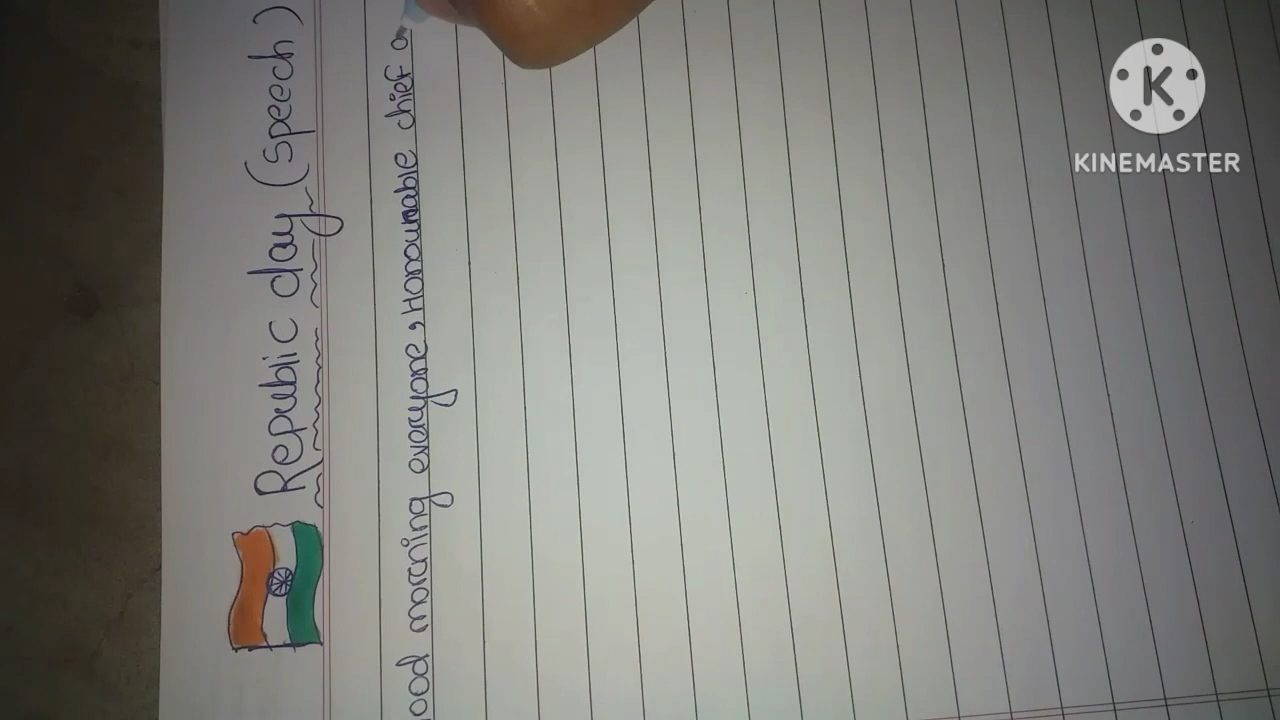 Republic day (speech)
ood morning everyone, Honourable chief
KINEMASTER